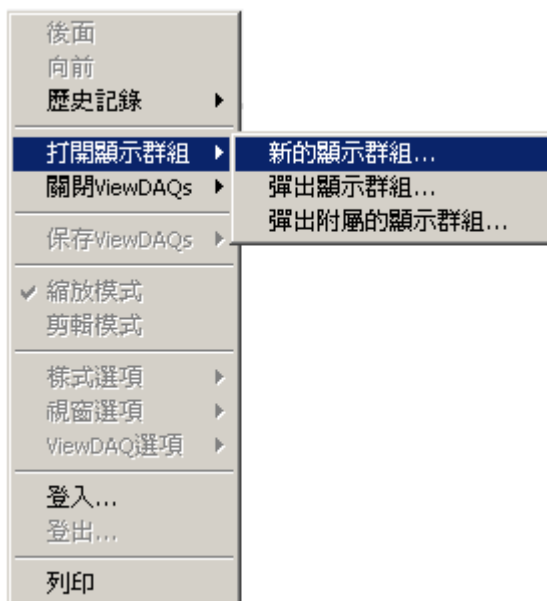 後面
向前
歷史記錄
打開顯示群組
新的顯示群組...
關閉ViewDAQs
彈出顯示群組...
彈出附屬的顯示群組...
保存ViewDAQs
縮放模式
剪輯模式
樣式選項
視窗選項
ViewDAQ選項
登入...
登出...
列印